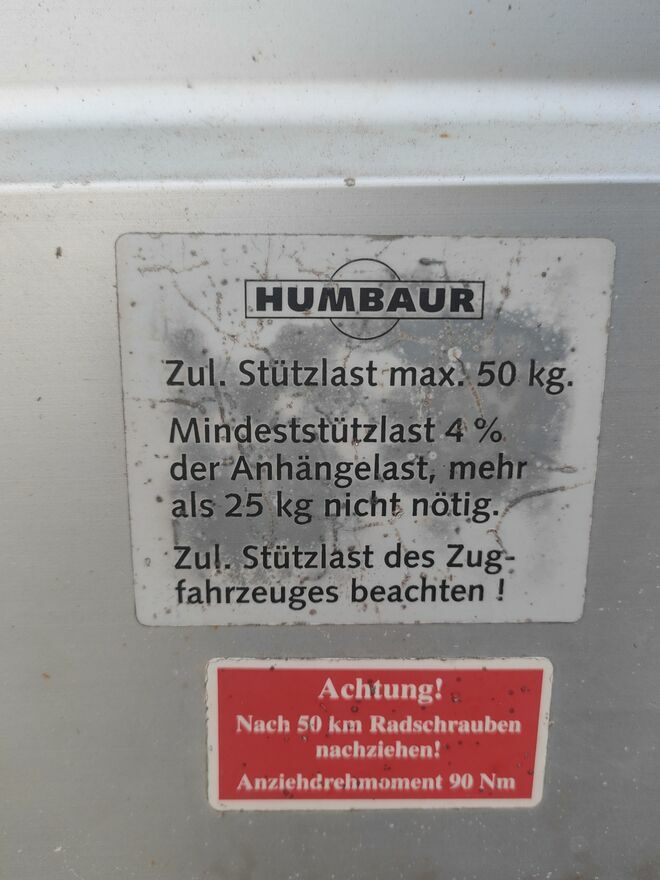 HUMBAUR
Zul. Stützlast max. 50 kg.
Mindeststützlast 4 %
der Anhängelast, mehr
als 25 kg nicht nötig.
Zul. Stützlast des Zug-
fahrzeuges beachten !
Achtung!
Nach 50 km Radschrauben
nachziehen!
Anziehdrehmoment 90 Nm